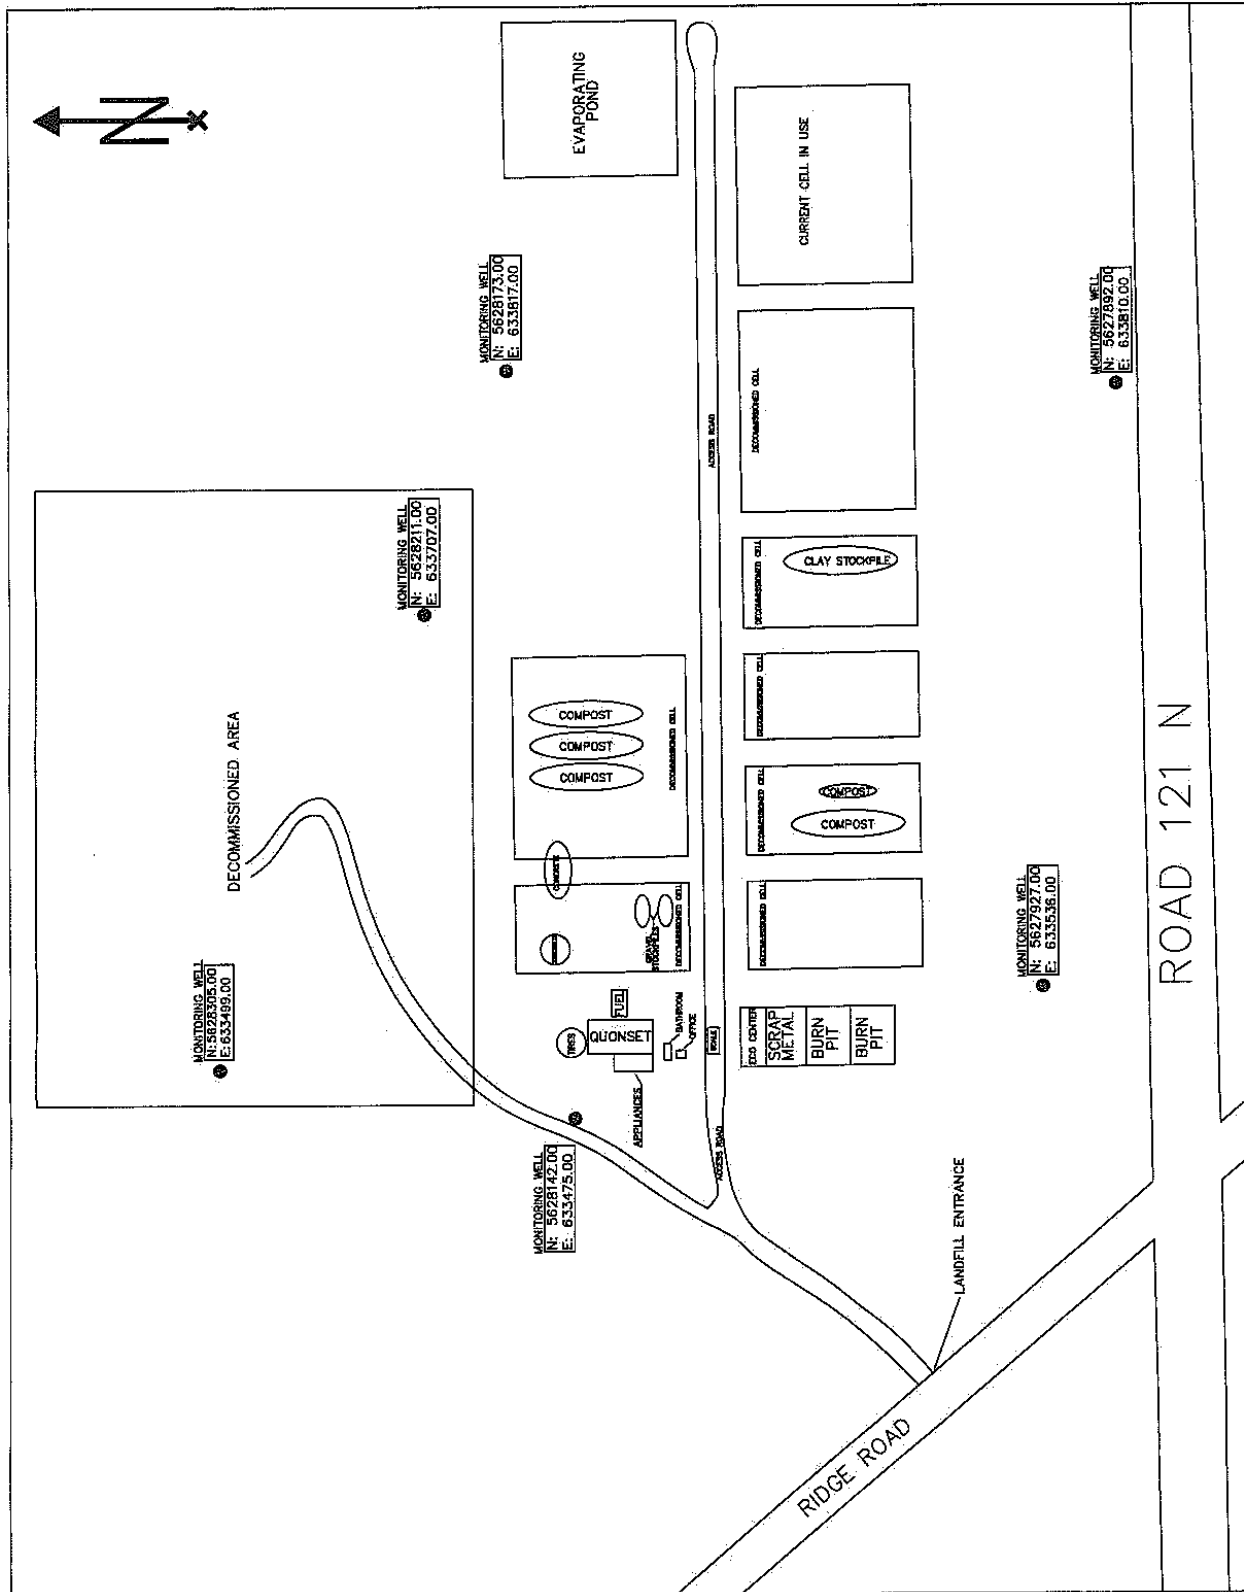 N
EVAPORATING
POND
CURRENT CELL IN USE
MONITORING WELL
N: 5628173.00
E: 633817.00
MONITORING WELL
N: 5627892.00
E: 633810.00
DECOMMISSIONED CELL
ACCESS ROAD
MONITORING WELL
N: 5628211.00
E: 633707.00
DECOMMISSIONED CELL
CLAY STOCKPILE
DECOMMISSIONED CELL
DECOMMISSIONED AREA
COMPOST
COMPOST
COMPOST
DECOMMISSIONED CELL
DECOMMISSIONED CELL
COMPOST
COMPOST
CONCRETE
GRAVEL
STOCKPILES
DECOMMISSIONED CELL
DECOMMISSIONED CELL
MONITORING WELL
N: 5627927.00
E: 633536.00
ROAD 121 N
MONITORING WELL
N: 5628305.00
E: 633499.00
TIRES
QUONSET
FUEL
BATHROOM
OFFICE
SCALE
ECO CENTER
SCRAP
METAL
BURN
PIT
BURN
PIT
APPLIANCES
ACCESS ROAD
MONITORING WELL
N: 5628142.00
E: 633475.00
LANDFILL ENTRANCE
RIDGE ROAD